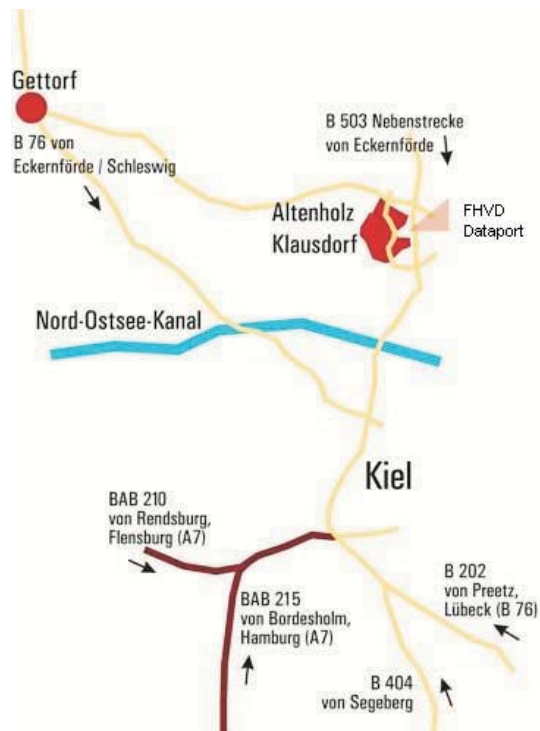 Gettorf
B 76 von
Eckernförde / Schleswig
B 503 Nebenstrecke
von Eckernförde
Altenholz
Klausdorf
FHVD
Dataport
Nord-Ostsee-Kanal
Kiel
BAB 210
von Rendsburg,
Flensburg (A7)
BAB 215
von Bordesholm,
Hamburg (A7)
B 202
von Preetz,
Lübeck (B 76)
B 404
von Segeberg